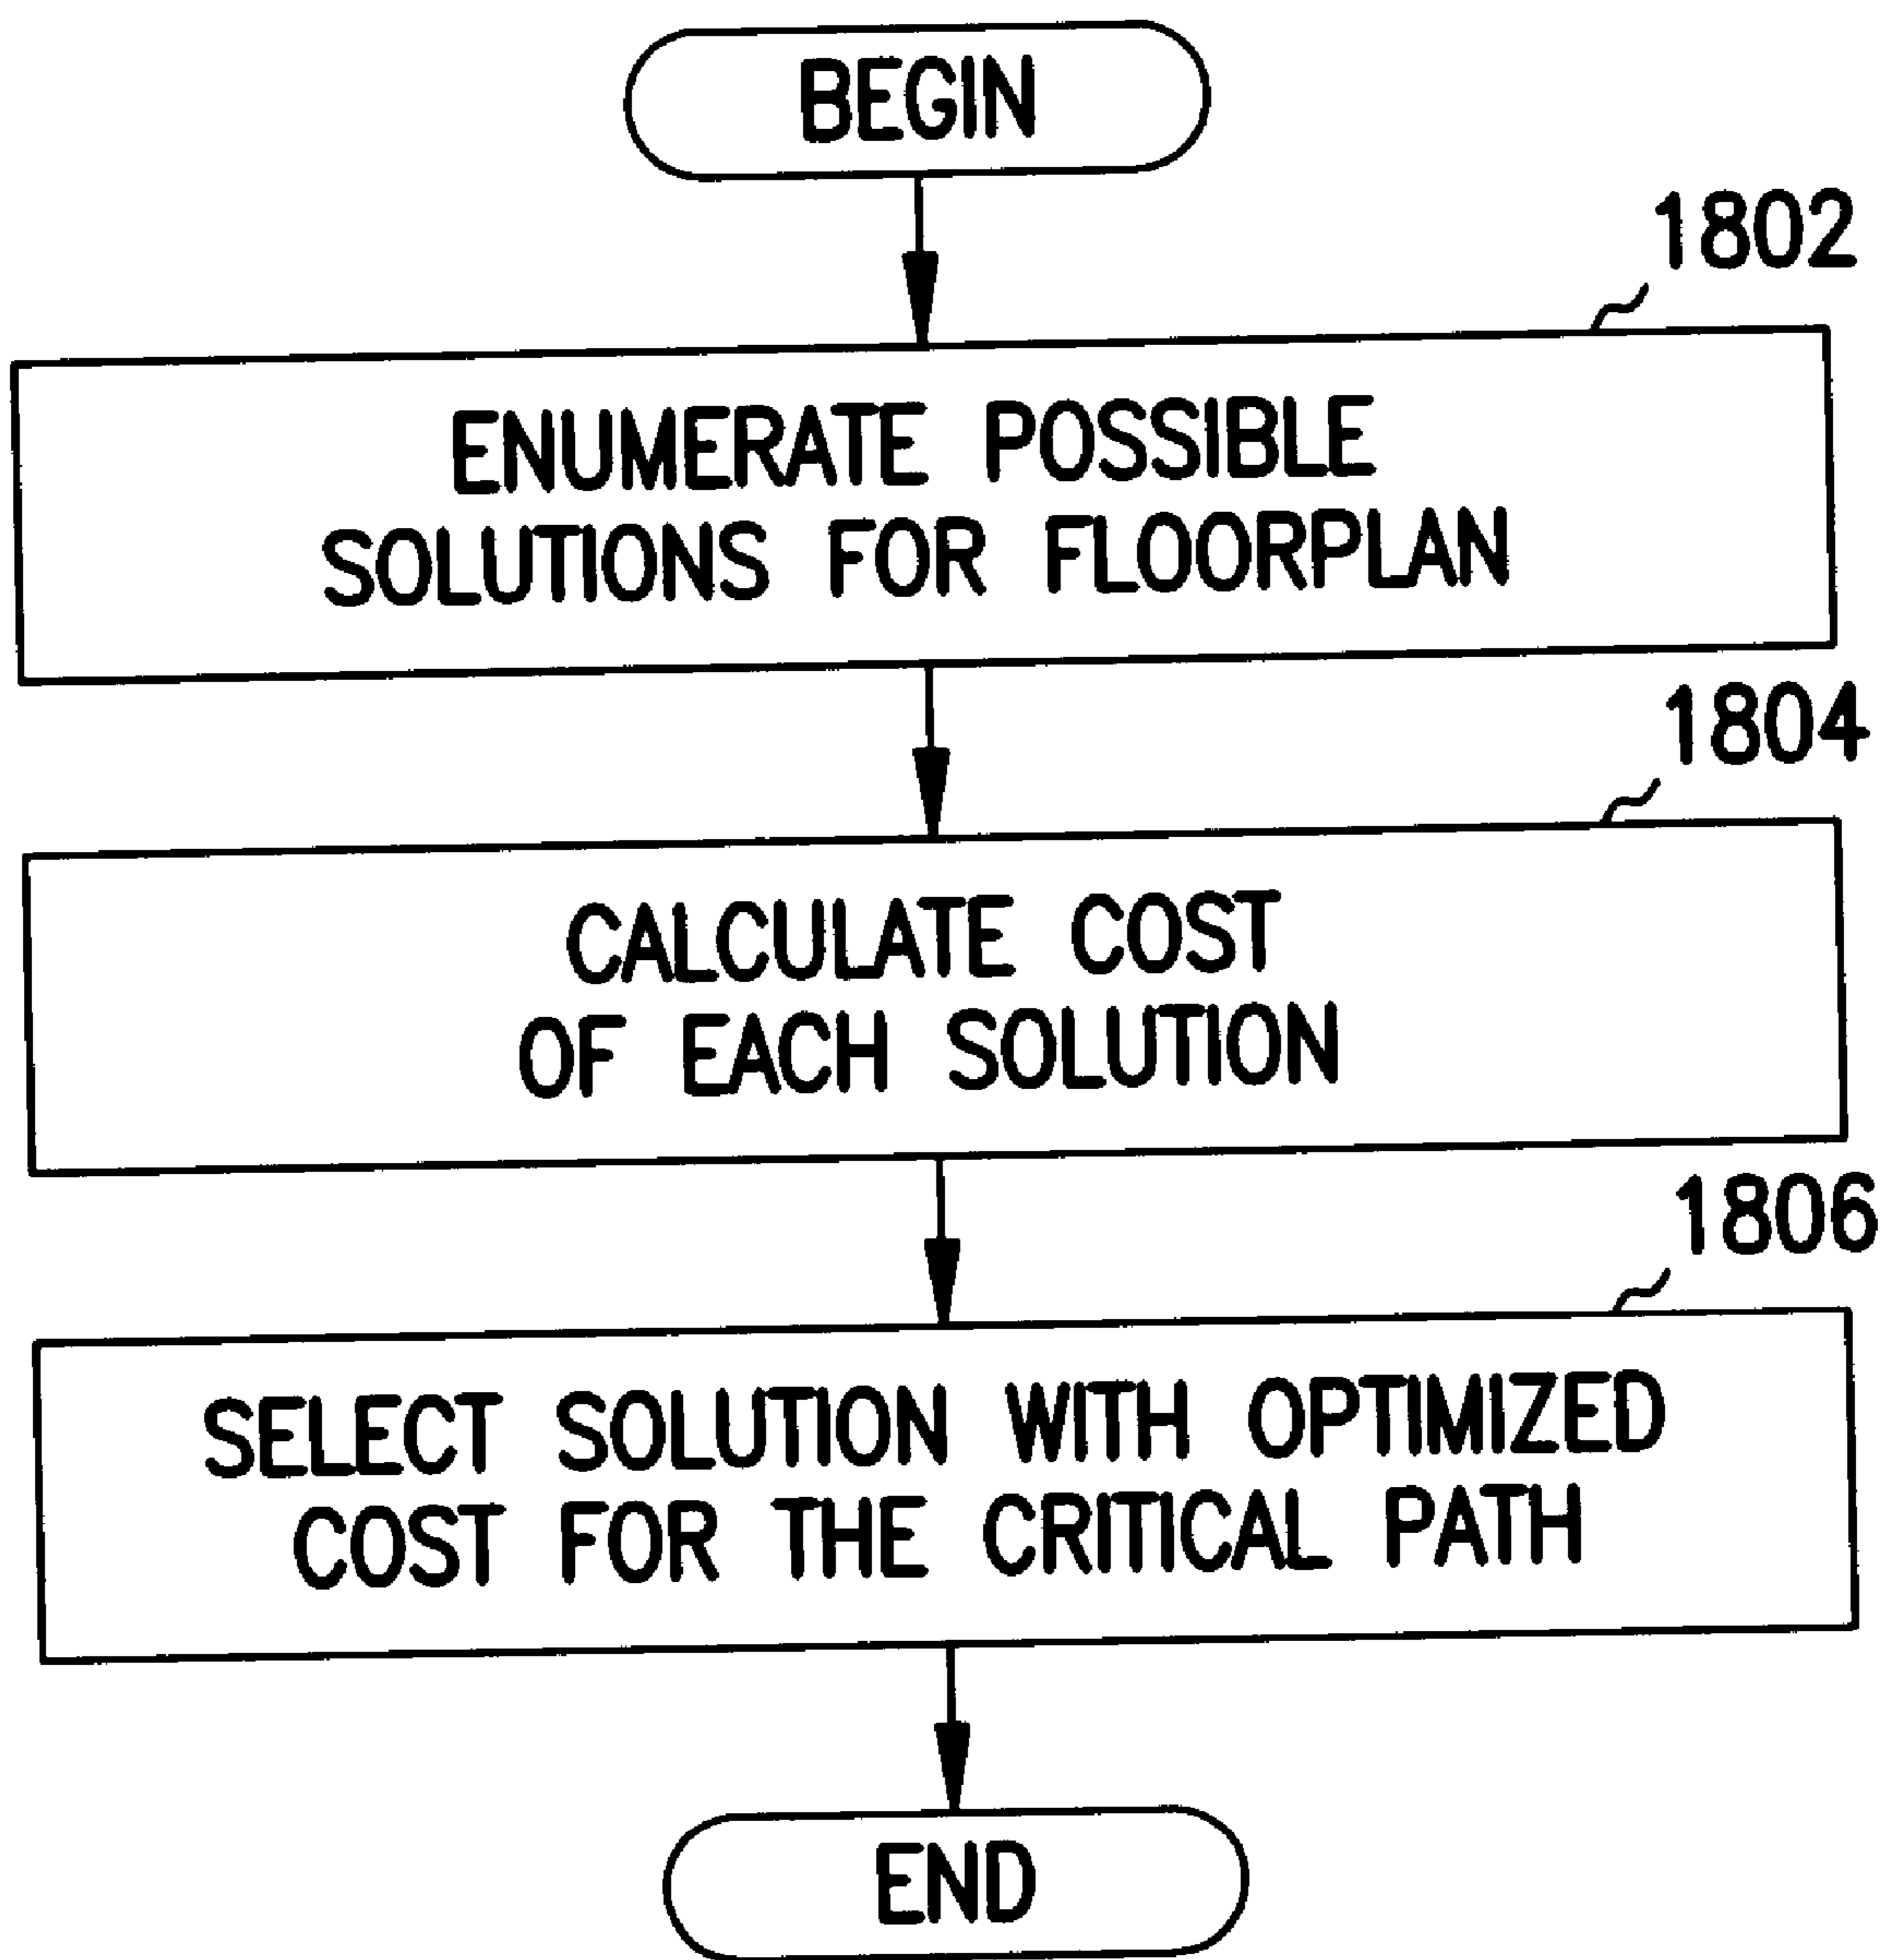 BEGIN
1802
ENUMERATE POSSIBLE
SOLUTIONS FOR FLOORPLAN
1804
CALCULATE COST
OF EACH SOLUTION
1806
SELECT SOLUTION WITH OPTIMIZED
COST FOR THE CRITICAL PATH
END